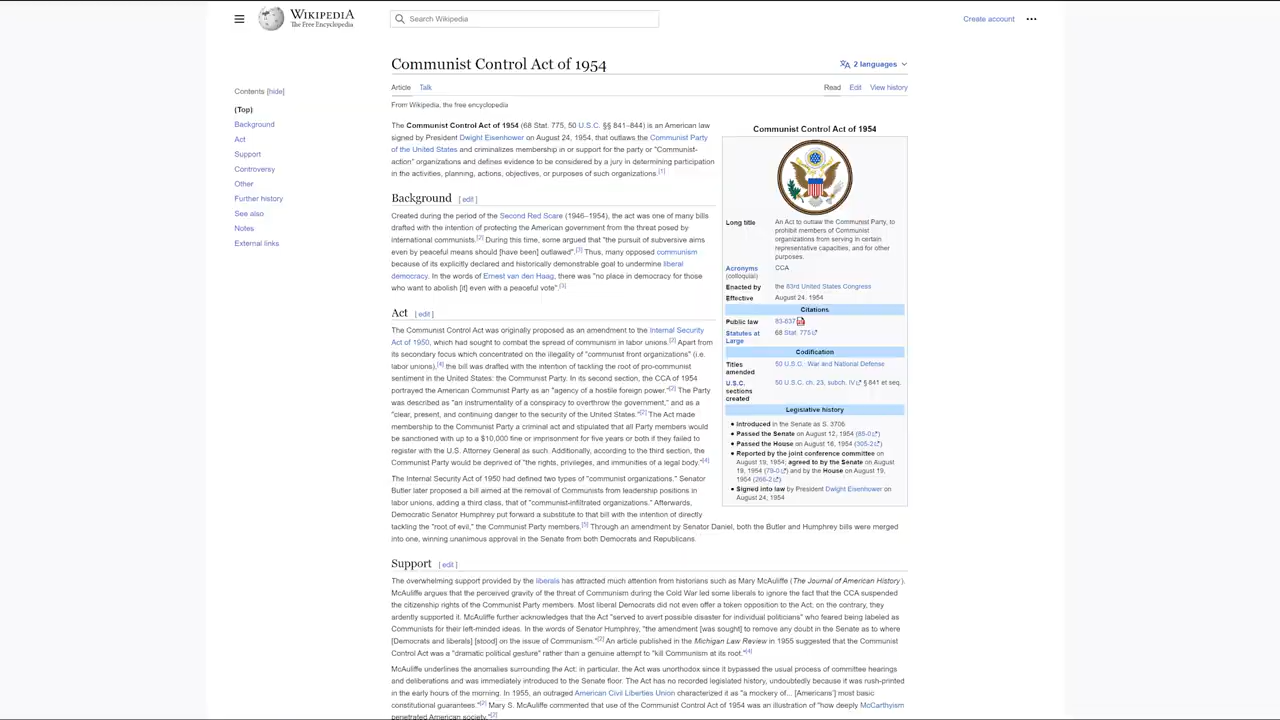 WIKIPEDIA
The Free Encyclopedia
Search Wikipedia
Create account
Communist Control Act of 1954
2 languages
Contents [hide]
(Top)
Background
Act
Support
Controversy
Other
Further history
See also
Notes
External links
Article Talk
Read Edit View history
From Wikipedia, the free encyclopedia
The Communist Control Act of 1954 (68 Stat. 775, 50 U.S.C. §§ 841–844) is an American law
signed by President Dwight Eisenhower on August 24, 1954, that outlaws the Communist Party
of the United States and criminalizes membership in or support for the party or "Communist-
action" organizations and defines evidence to be considered by a jury in determining participation
in the activities, planning, actions, objectives, or purposes of such organizations.[1]
Background [ edit ]
Created during the period of the Second Red Scare (1946–1954), the act was one of many bills
drafted with the intention of protecting the American government from the threat posed by
international communists.[2] During this time, some argued that "the pursuit of subversive aims
even by peaceful means should [have been] outlawed".[3] Thus, many opposed communism
because of its explicitly declared and historically demonstrable goal to undermine liberal
democracy. In the words of Ernest van den Haag, there was "no place in democracy for those
who want to abolish [it] even with a peaceful vote".[3]
Act [ edit ]
The Communist Control Act was originally proposed as an amendment to the Internal Security
Act of 1950, which had sought to combat the spread of communism in labor unions.[2] Apart from
its secondary focus which concentrated on the illegality of "communist front organizations" (i.e.
labor unions),[4] the bill was drafted with the intention of tackling the root of pro-communist
sentiment in the United States: the Communist Party. In its second section, the CCA of 1954
portrayed the American Communist Party as an "agency of a hostile foreign power."[2] The Party
was described as "an instrumentality of a conspiracy to overthrow the government," and as a
"clear, present, and continuing danger to the security of the United States."[2] The Act made
membership to the Communist Party a criminal act and stipulated that all Party members would
be sanctioned with up to a $10,000 fine or imprisonment for five years or both if they failed to
register with the U.S. Attorney General as such. Additionally, according to the third section, the
Communist Party would be deprived of "the rights, privileges, and immunities of a legal body."[4]
The Internal Security Act of 1950 had defined two types of "communist organizations." Senator
Butler later proposed a bill aimed at the removal of Communists from leadership positions in
labor unions, adding a third class, that of "communist-infiltrated organizations." Afterwards,
Democratic Senator Humphrey put forward a substitute to that bill with the intention of directly
tackling the "root of evil," the Communist Party members.[5] Through an amendment by Senator Daniel, both the Butler and Humphrey bills were merged
into one, winning unanimous approval in the Senate from both Democrats and Republicans.
Communist Control Act of 1954
Long title An Act to outlaw the Communist Party, to
prohibit members of Communist
organizations from serving in certain
representative capacities, and for other
purposes.
Acronyms CCA
(colloquial)
Enacted by the 83rd United States Congress
Effective August 24, 1954
Citations
Public law 83-637
Statutes at 68 Stat. 775
Large
Codification
Titles 50 U.S.C.: War and National Defense
amended
U.S.C. 50 U.S.C. ch. 23, subch. IV § 841 et seq.
sections
created
Legislative history
• Introduced in the Senate as S. 3706
• Passed the Senate on August 12, 1954 (85-0)
• Passed the House on August 16, 1954 (305-2)
• Reported by the joint conference committee on
August 19, 1954; agreed to by the Senate on August
19, 1954 (79-0) and by the House on August 19,
1954 (266-2)
• Signed into law by President Dwight Eisenhower on
August 24, 1954
Support [ edit ]
The overwhelming support provided by the liberals has attracted much attention from historians such as Mary McAuliffe (The Journal of American History).
McAuliffe argues that the perceived gravity of the threat of Communism during the Cold War led some liberals to ignore the fact that the CCA suspended
the citizenship rights of the Communist Party members. Most liberal Democrats did not even offer a token opposition to the Act; on the contrary, they
ardently supported it. McAuliffe further acknowledges that the Act "served to avert possible disaster for individual politicians" who feared being labeled as
Communists for their left-minded ideas. In the words of Senator Humphrey, "the amendment [was sought] to remove any doubt in the Senate as to where
[Democrats and liberals] [stood] on the issue of Communism."[2] An article published in the Michigan Law Review in 1955 suggested that the Communist
Control Act was a "dramatic political gesture" rather than a genuine attempt to "kill Communism at its root."[4]
McAuliffe underlines the anomalies surrounding the Act: in particular, the Act was unorthodox since it bypassed the usual process of committee hearings
and deliberations and was immediately introduced to the Senate floor. The Act has no recorded legislated history, undoubtedly because it was rush-printed
in the early hours of the morning. In 1955, an outraged American Civil Liberties Union characterized it as "a mockery of... [Americans'] most basic
constitutional guarantees."[2] Mary S. McAuliffe commented that use of the Communist Control Act of 1954 was an illustration of "how deeply McCarthyism
penetrated American society."[2]